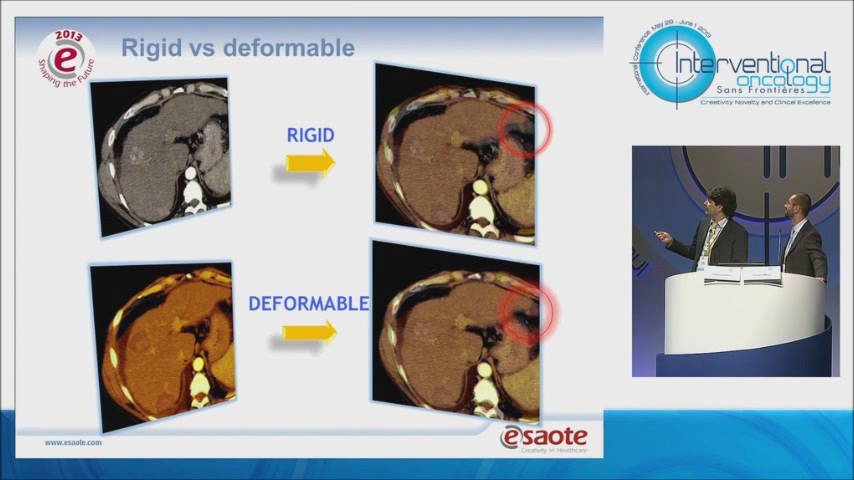 2013
e
Shaping the Future
Rigid vs deformable
RIGID
DEFORMABLE
www.esaote.com
esaote
Creativity in Healthcare
International Conference May 29 - June 1 2013
Interventional
oncology
Sans Frontières
Creativity Novelty and Clinical Excellence